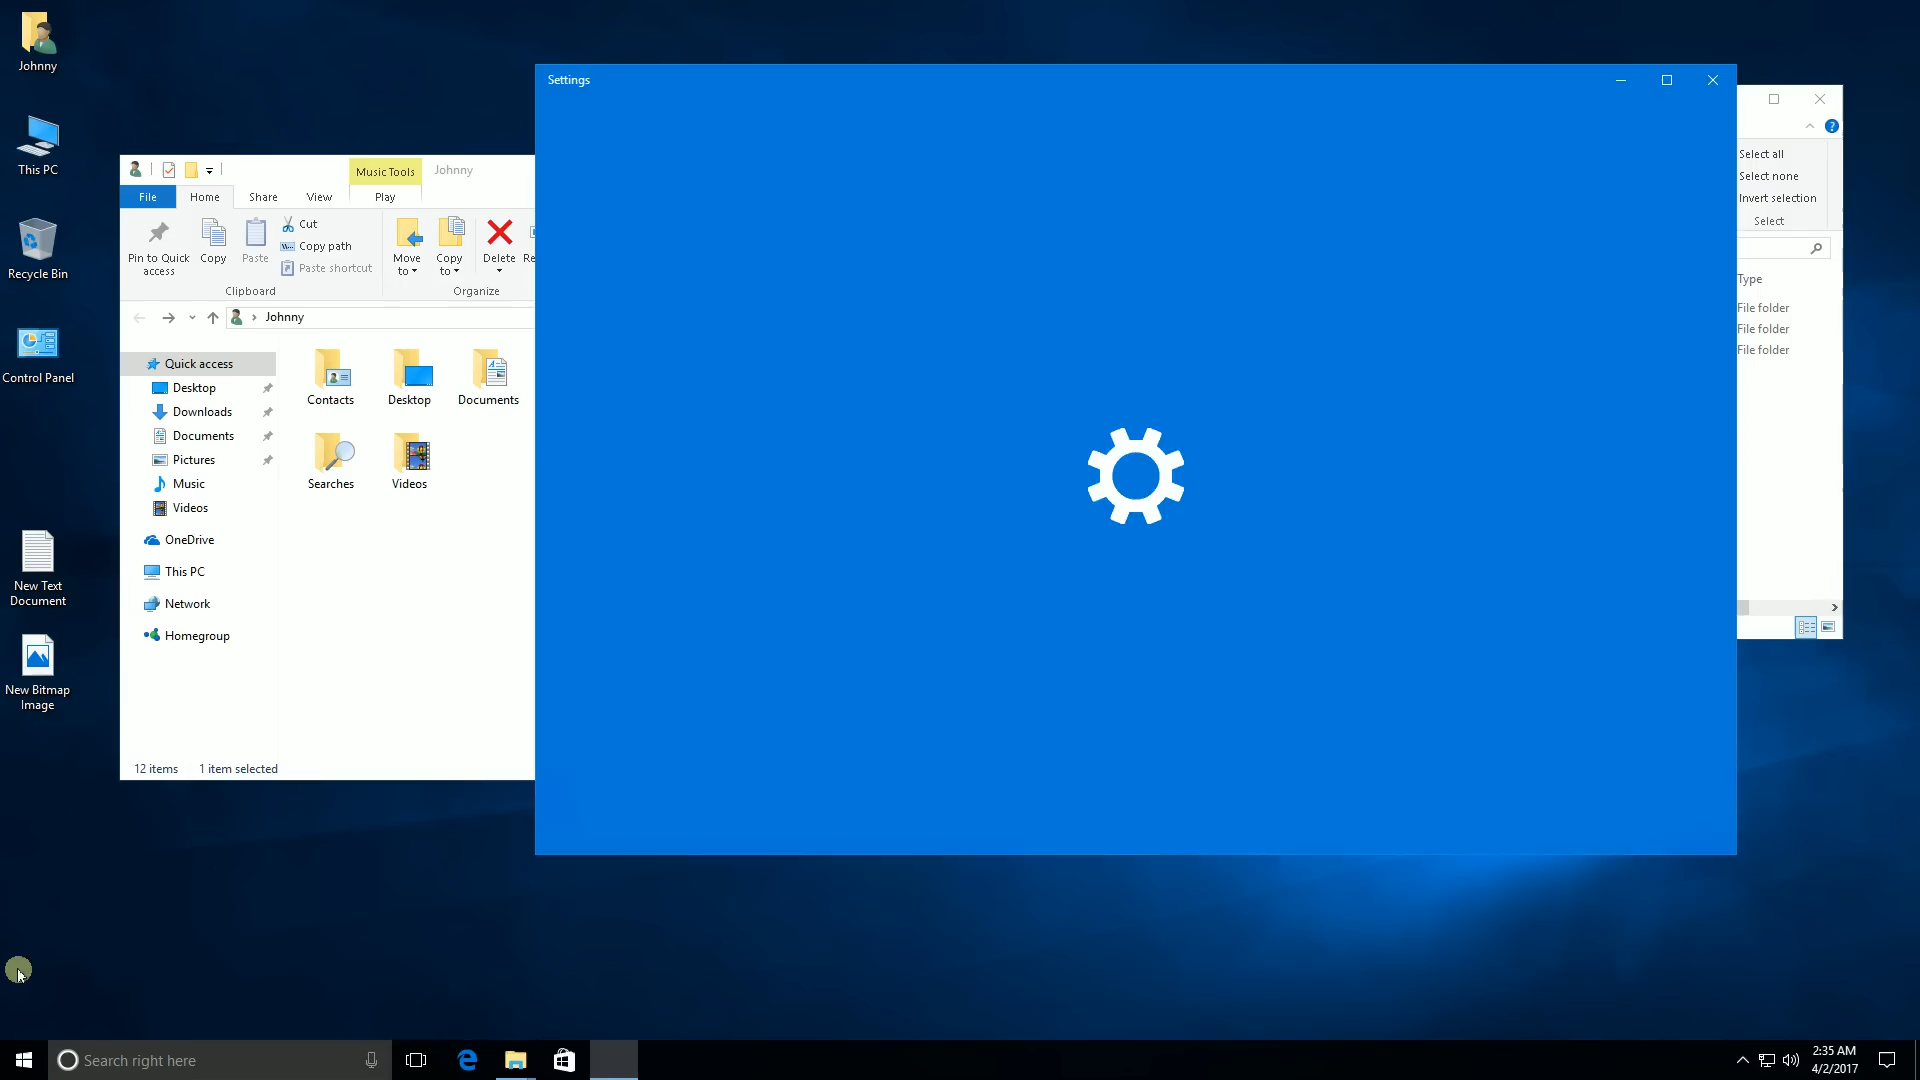 Johnny
This PC
Recycle Bin
Control Panel
New Text
Document
New Bitmap
Image
Music Tools
Johnny
File
Home
Share
View
Play
Pin to Quick
access
Copy
Paste
Cut
Copy path
Paste shortcut
Clipboard
Move
to
Copy
to
Delete
Re
Organize
Johnny
Quick access
Desktop
Downloads
Documents
Pictures
Music
Videos
OneDrive
This PC
Network
Homegroup
Contacts
Desktop
Documents
Searches
Videos
12 items
1 item selected
Settings
Select all
Select none
Invert selection
Select
Type
File folder
File folder
File folder
Search right here
2:35 AM
4/2/2017